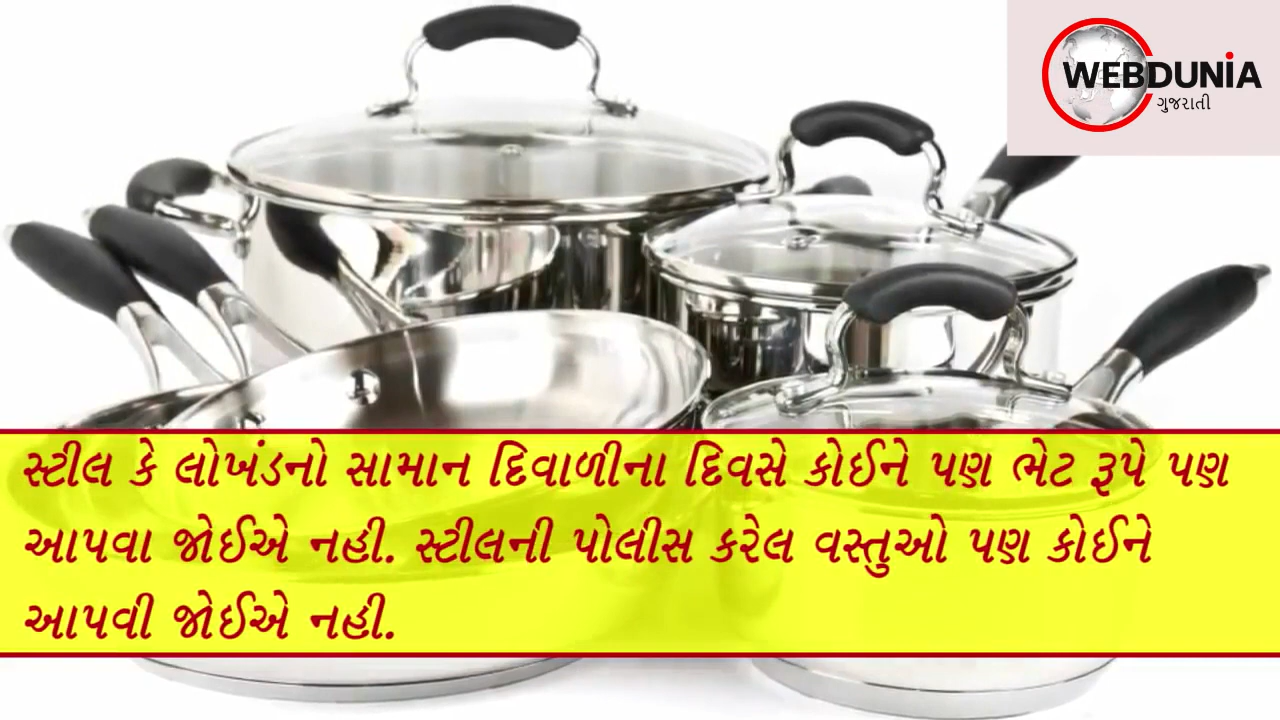 WEBDUNIA
ગુજરાતી
સ્ટીલ કે લોખંડનો સામાન દિવાળીના દિવસે કોઈને પણ ભેટ રૂપે પણ
આપવા જોઈએ નહી. સ્ટીલની પોલીસ કરેલ વસ્તુઓ પણ કોઈને
આપવી જોઈએ નહી.